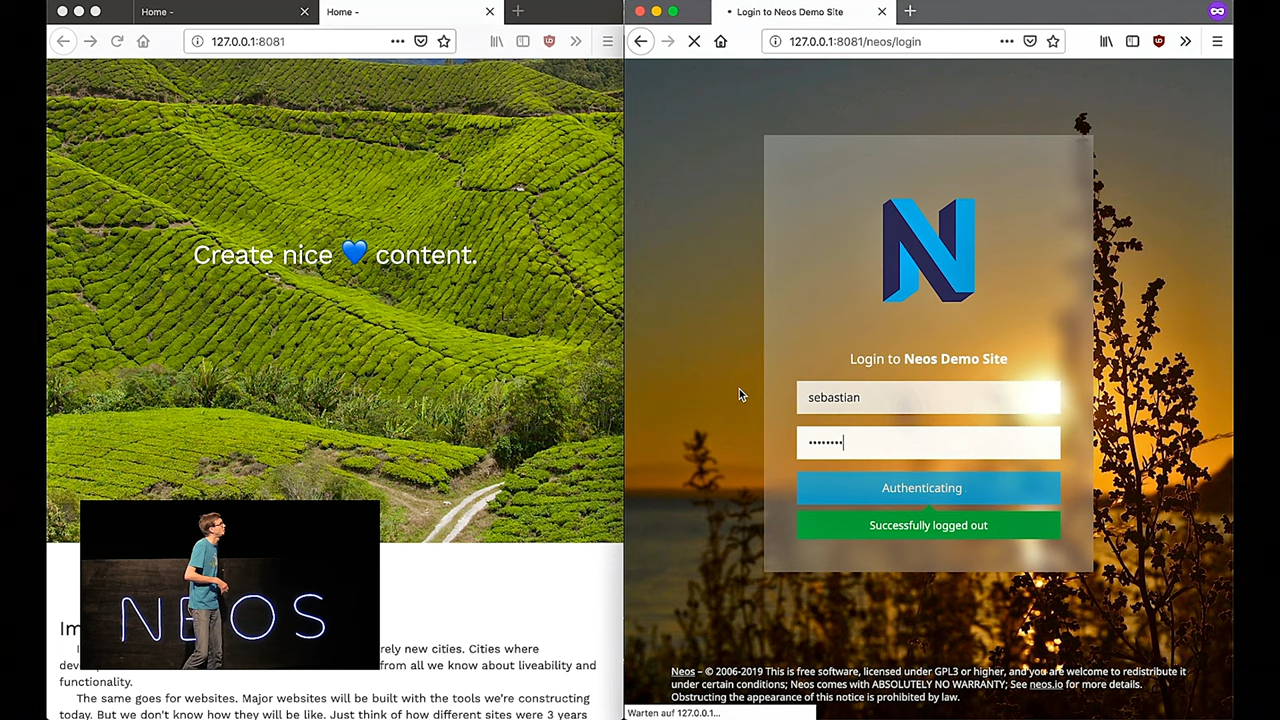 Home -
Home -
127.0.0.1:8081
Create nice 💙 content.
Im
rely new cities. Cities where
from all we know about liveability and
functionality.
The same goes for websites. Major websites will be built with the tools we're constructing
today. But we don't know how they will be like. Just think of how different sites were 3 years
NEOS
• Login to Neos Demo Site
127.0.0.1:8081/neos/login
N
Login to Neos Demo Site
sebastian
••••••••
Authenticating
Successfully logged out
Neos – © 2006-2019 This is free software, licensed under GPL3 or higher, and you are welcome to redistribute it
under certain conditions; Neos comes with ABSOLUTELY NO WARRANTY; See neos.io for more details.
Obstructing the appearance of this notice is prohibited by law.
Warten auf 127.0.0.1...